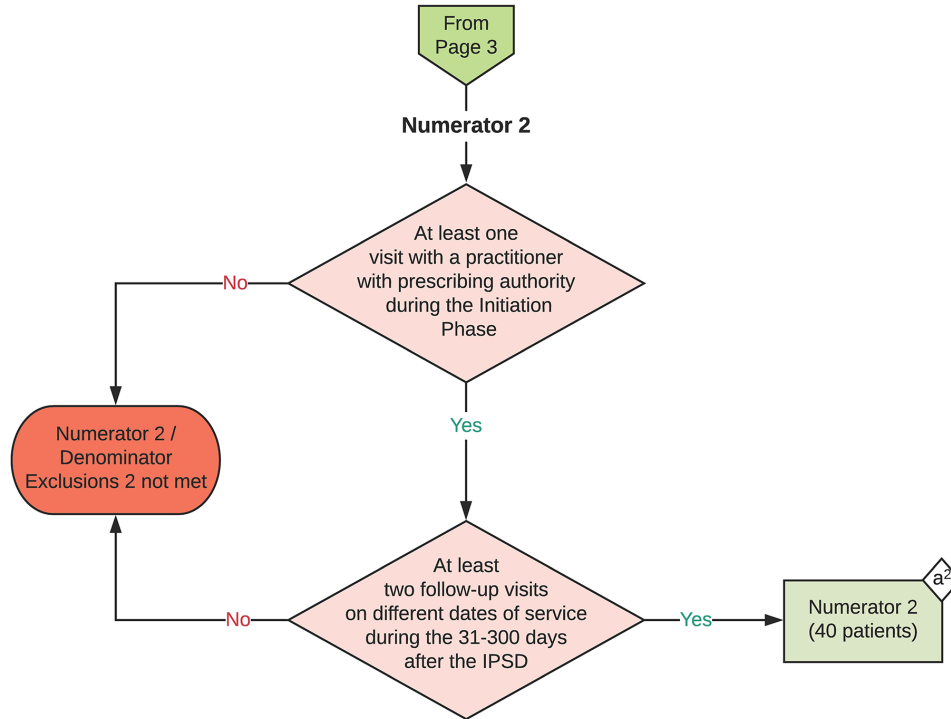 From
Page 3
Numerator 2
At least one
visit with a practitioner
with prescribing authority
during the Initiation
Phase
No
Yes
Numerator 2 /
Denominator
Exclusions 2 not met
At least
two follow-up visits
on different dates of service
during the 31-300 days
after the IPSD
No
Yes
a²
Numerator 2
(40 patients)